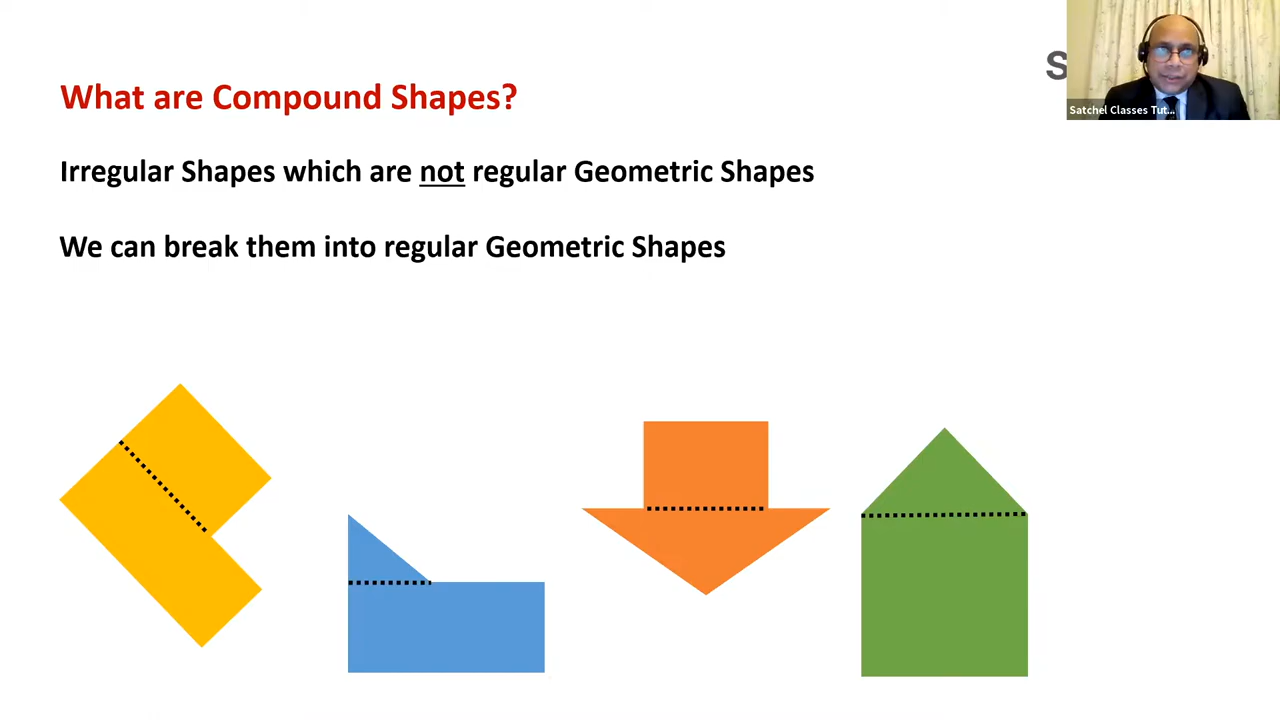 What are Compound Shapes?
Irregular Shapes which are not regular Geometric Shapes
We can break them into regular Geometric Shapes
S
Satchel Classes Tut...